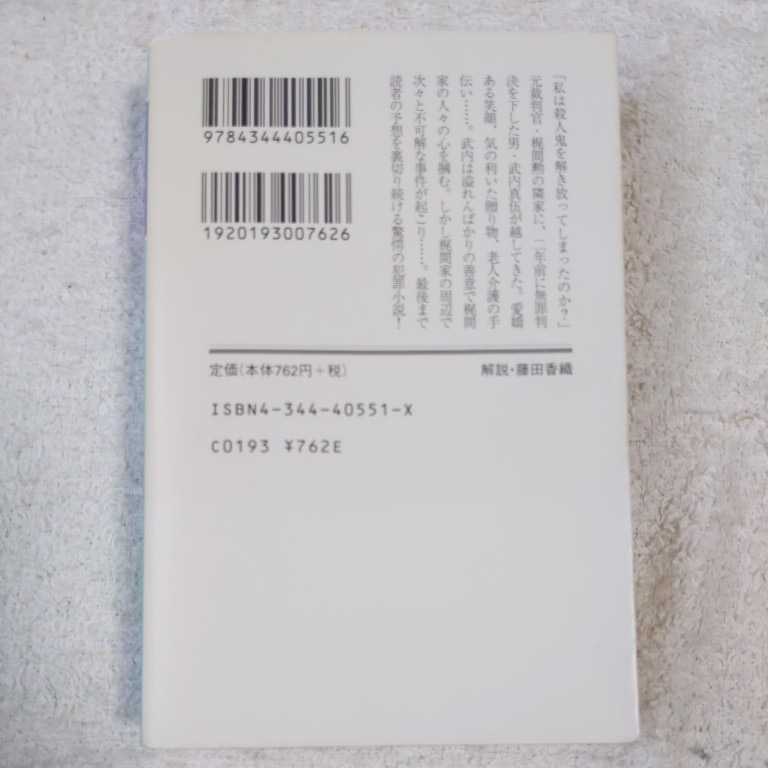 9784344405516
1920193007626
「私は殺人鬼を解き放ってしまったのか？」
元裁判官・梶間勲の隣家に、二年前に無罪判
決を下した男・武内真伍が越してきた。愛嬌
ある笑顔、気の利いた贈り物、老人介護の手
伝い……。武内は溢れんばかりの善意で梶間
家の人々の心を摑む。しかし梶間家の周辺で
次々と不可解な事件が起こり……。最後まで
読者の予想を裏切り続ける驚愕の犯罪小説！
定価(本体762円+税)
解説・藤田香織
ISBN4-344-40551-X
C0193 ¥762E